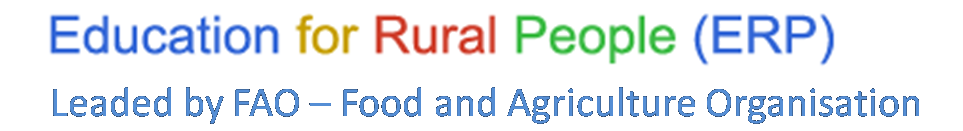 Education for Rural People (ERP)
Leaded by FAO – Food and Agriculture Organisation